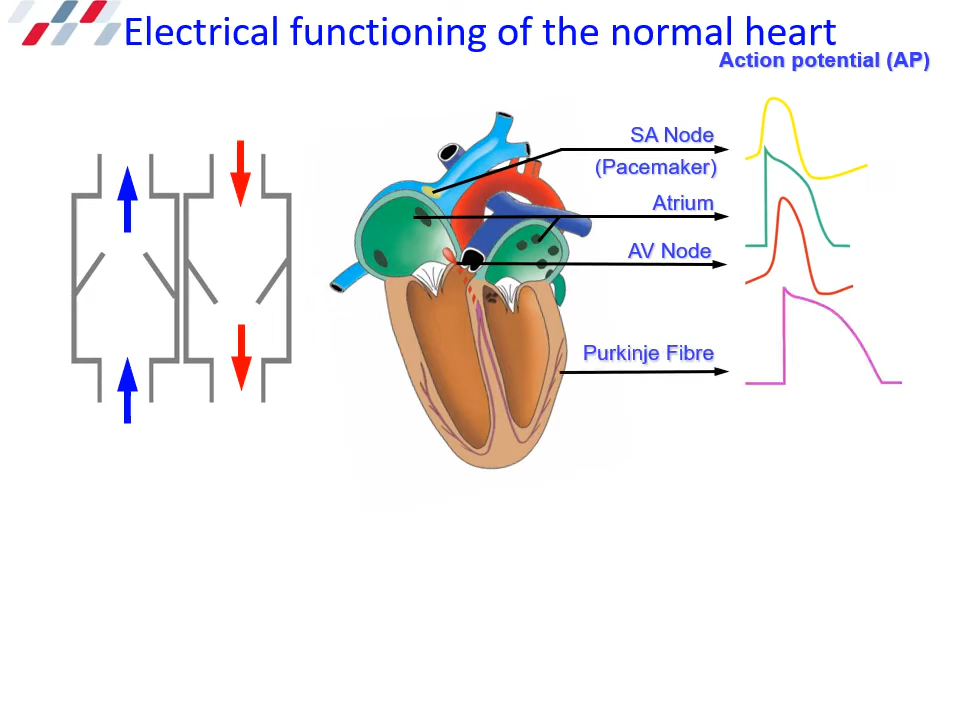 Electrical functioning of the normal heart
Action potential (AP)
SA Node
(Pacemaker)
Atrium
AV Node
Purkinje Fibre